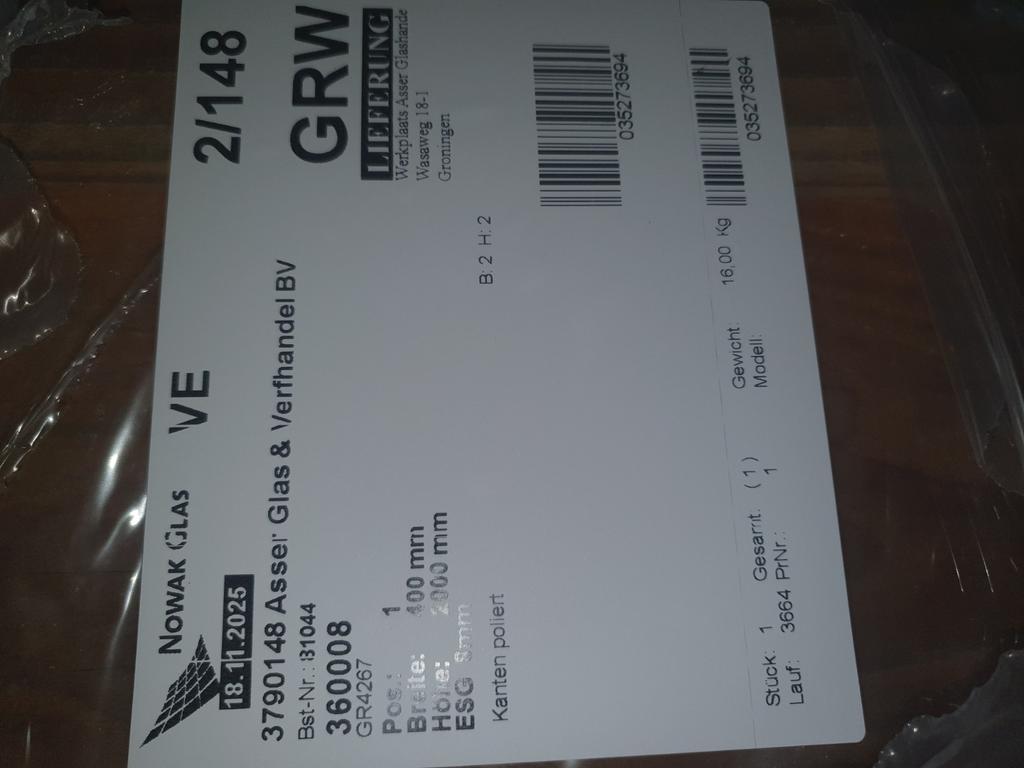 NOWAK GLAS
VE
18.11.2025
2/148
3790148 Asser Glas & Verfhandel BV
Bst-Nr.: 81044
GRW
360008
GR4267
LIEFERUNG
Werkplaats Asser Glashande
Wasaweg 18-1
Groningen
Pos.: 1
Breite: 400 mm
Höhe: 2000 mm
ESG 8mm
B: 2 H: 2
Kanten poliert
035273694
Stück: 1 Gesamt: ( 1 ) Gewicht: 16,00 Kg
Lauf: 3664 PrNr.: 1 Modell:
035273694